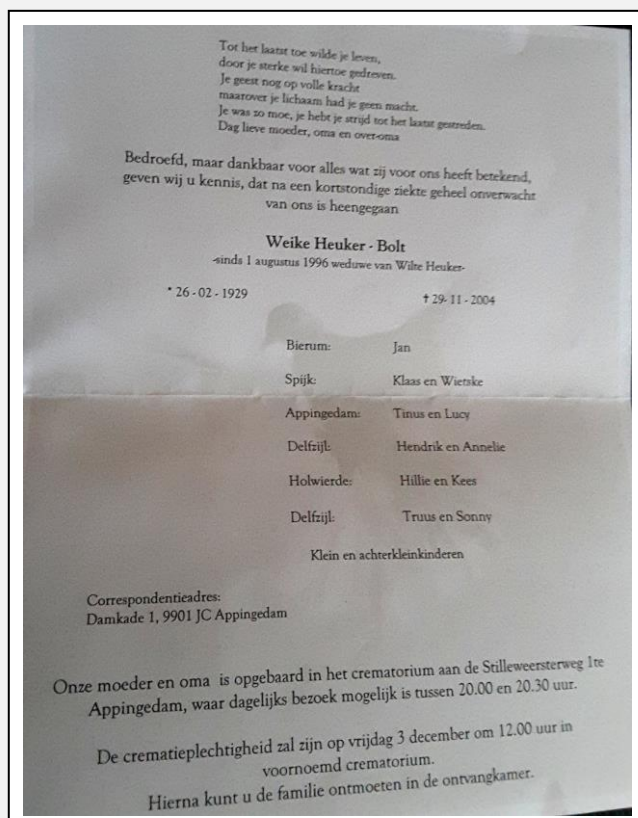 Tot het laatst toe wilde je leven,
door je sterke wil hiertoe gedreven.
Je geest nog op volle kracht
maarover je lichaam had je geen macht.
Je was zo moe, je hebt je strijd tot het laatst gestreden.
Dag lieve moeder, oma en over-oma
Bedroefd, maar dankbaar voor alles wat zij voor ons heeft betekend,
geven wij u kennis, dat na een kortstondige ziekte geheel onverwacht
van ons is heengegaan
Weike Heuker - Bolt
-sinds 1 augustus 1996 weduwe van Wilte Heuker-
* 26 - 02 - 1929 † 29- 11 - 2004
Bierum: Jan
Spijk: Klaas en Wietske
Appingedam: Tinus en Lucy
Delfzijl: Hendrik en Annelie
Holwierde: Hillie en Kees
Delfzijl: Truus en Sonny
Klein en achterkleinkinderen
Correspondentieadres:
Damkade 1, 9901 JC Appingedam
Onze moeder en oma is opgebaard in het crematorium aan de Stilleweersterweg 1te
Appingedam, waar dagelijks bezoek mogelijk is tussen 20.00 en 20.30 uur.
De crematieplechtigheid zal zijn op vrijdag 3 december om 12.00 uur in
voornoemd crematorium.
Hierna kunt u de familie ontmoeten in de ontvangkamer.